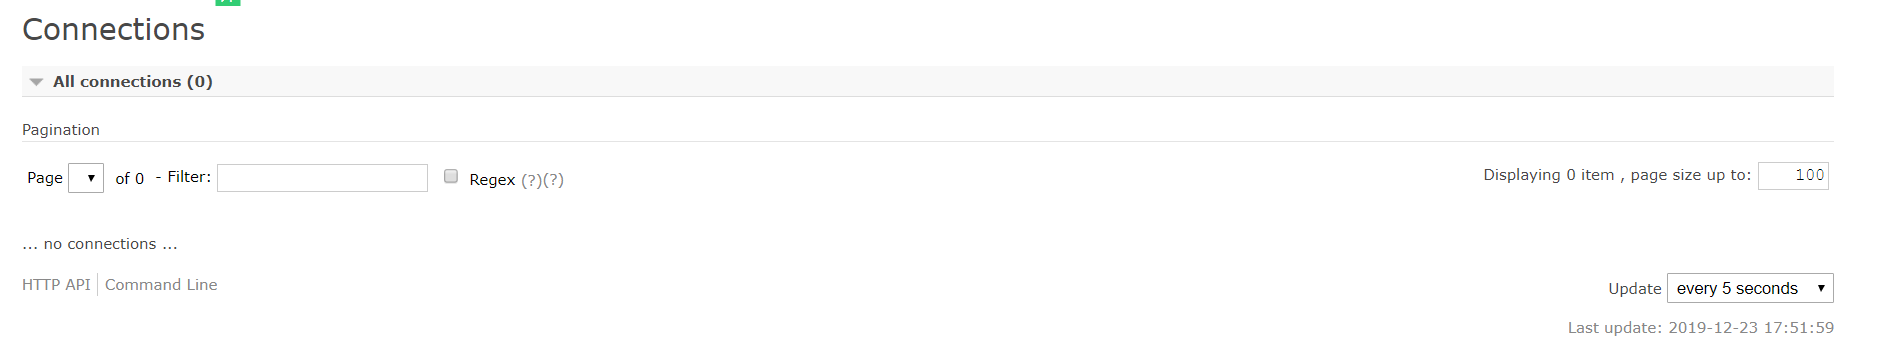 Connections
All connections (0)
Pagination
Page of 0 - Filter: Regex (?)(?) Displaying 0 item , page size up to: 100
... no connections ...
HTTP API Command Line Update every 5 seconds
Last update: 2019-12-23 17:51:59